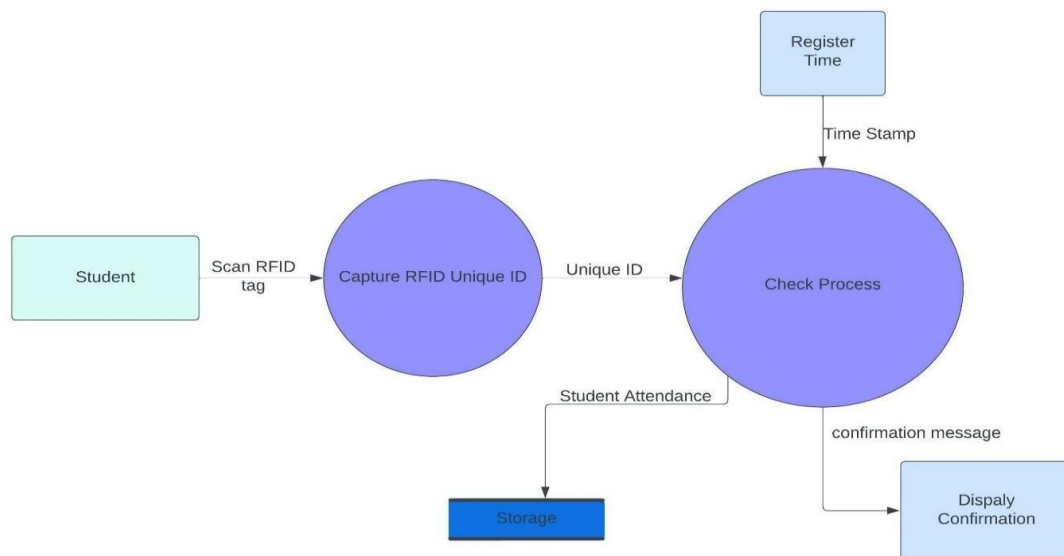 Register
Time
Time Stamp
Student
Scan RFID
tag
Capture RFID Unique ID
Unique ID
Check Process
Student Attendance
confirmation message
Storage
Dispaly
Confirmation